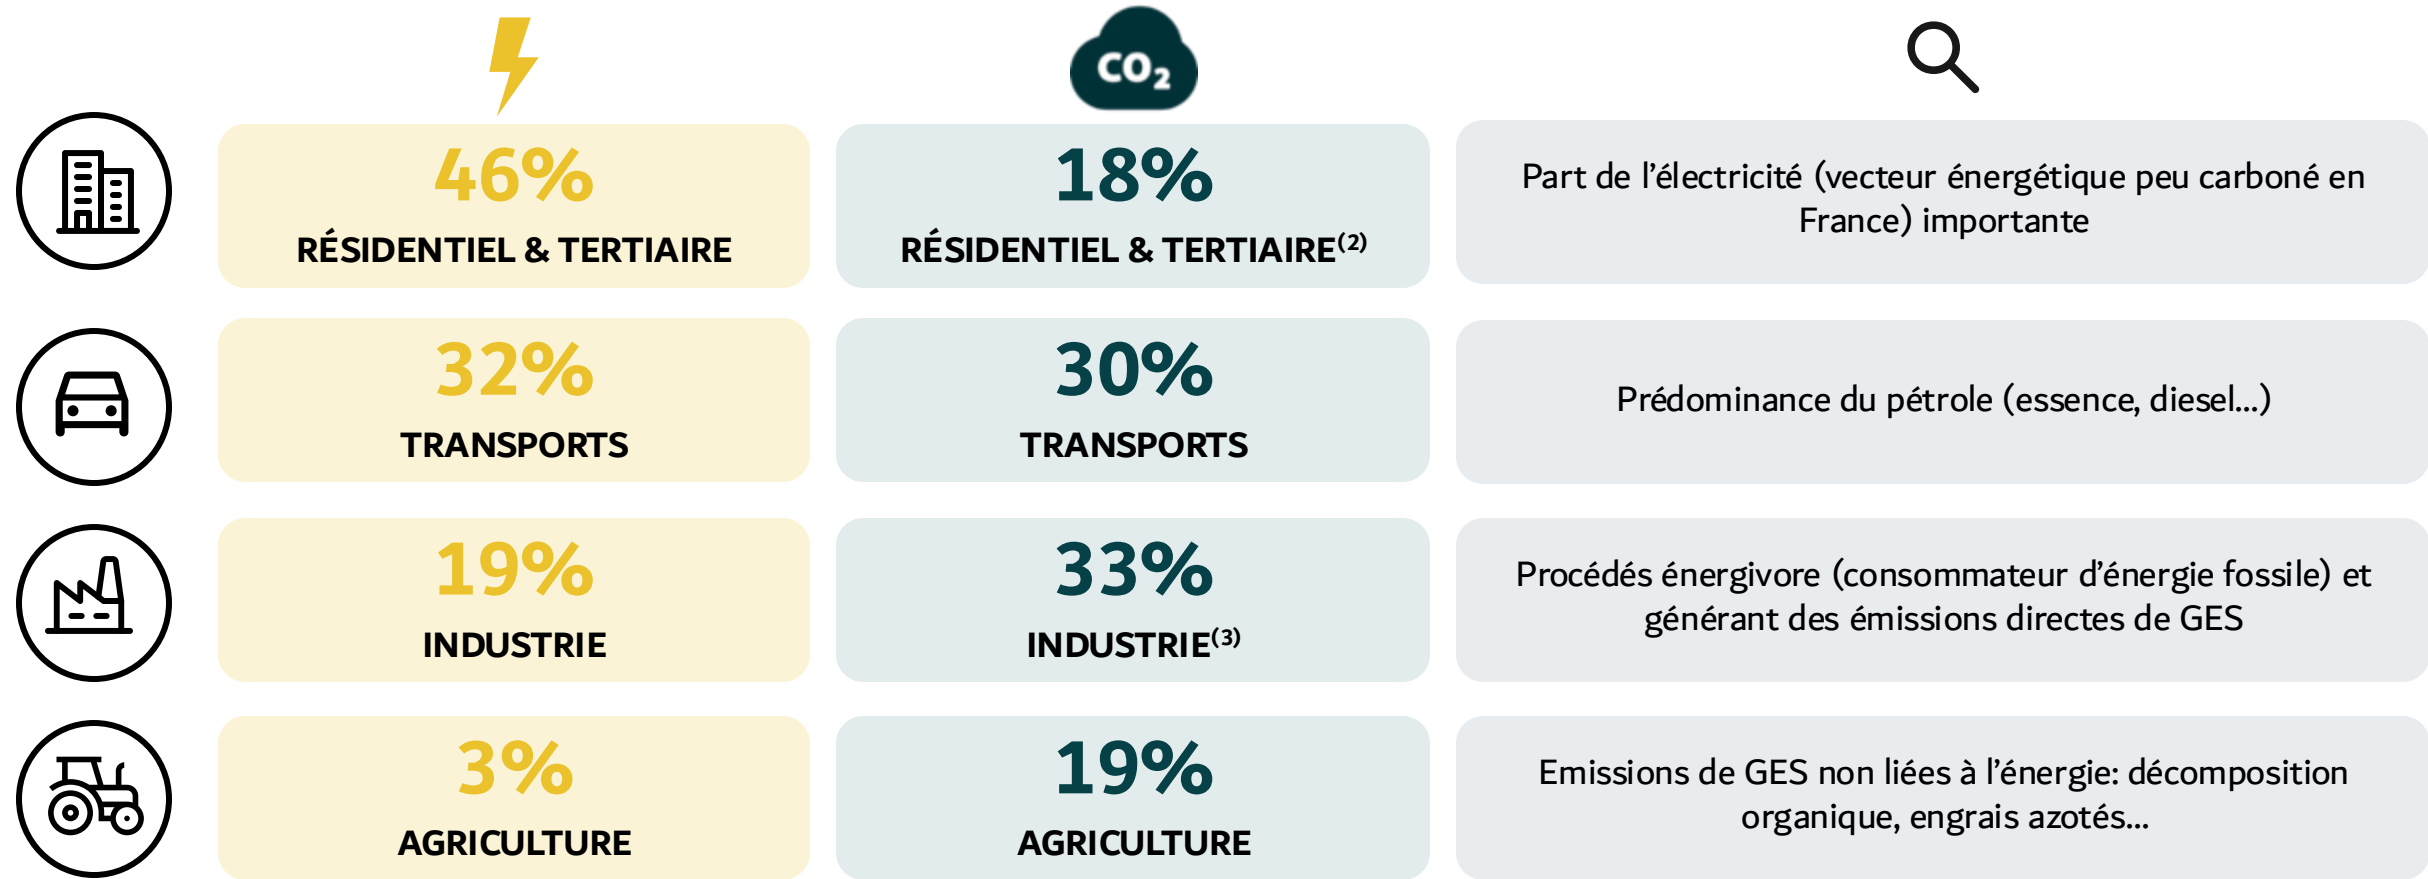 CO₂
46%
RÉSIDENTIEL & TERTIAIRE
18%
RÉSIDENTIEL & TERTIAIRE(2)
Part de l’électricité (vecteur énergétique peu carboné en
France) importante
32%
TRANSPORTS
30%
TRANSPORTS
Prédominance du pétrole (essence, diesel…)
19%
INDUSTRIE
33%
INDUSTRIE(3)
Procédés énergivore (consommateur d’énergie fossile) et
générant des émissions directes de GES
3%
AGRICULTURE
19%
AGRICULTURE
Emissions de GES non liées à l’énergie: décomposition
organique, engrais azotés…